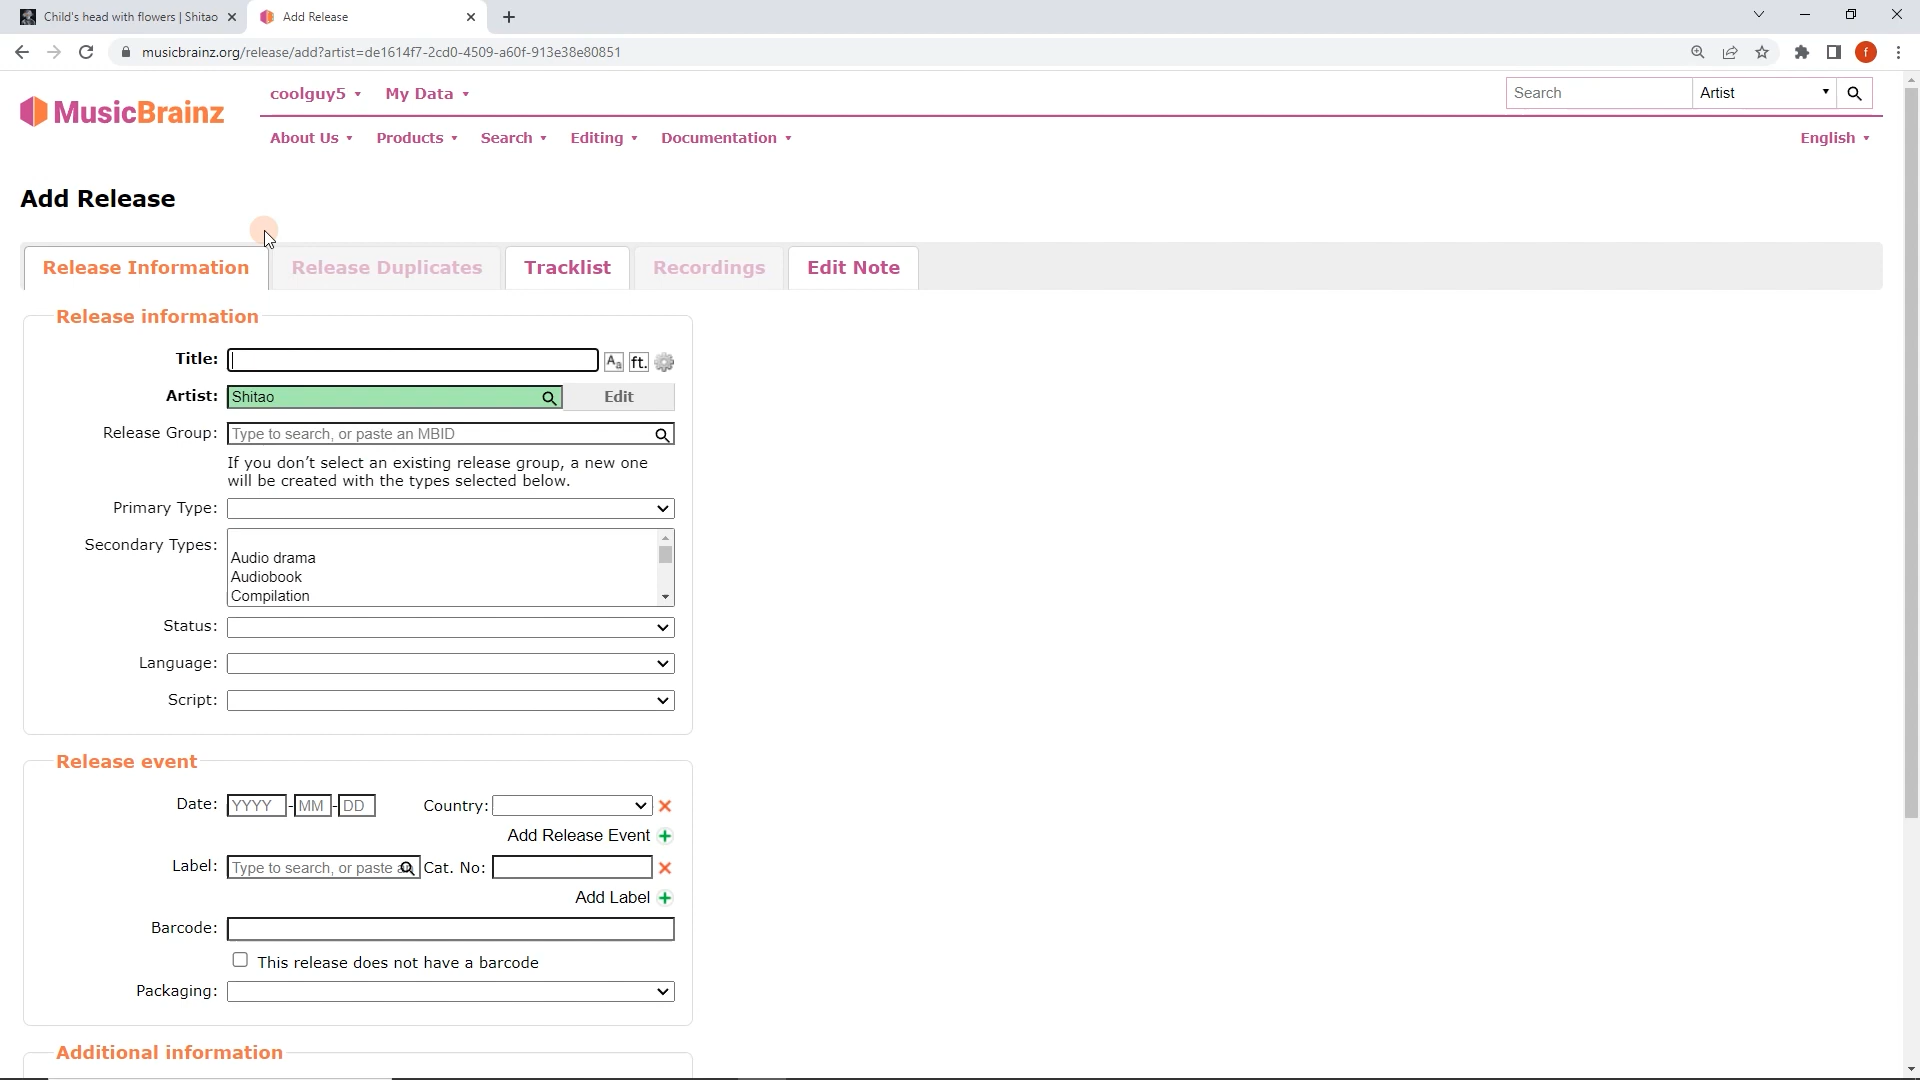 Child's head with flowers | Shitao
Add Release
musicbrainz.org/release/add?artist=de1614f7-2cd0-4509-a60f-913e38e80851
f
MusicBrainz
coolguy5
My Data
Search
Artist
About Us
Products
Search
Editing
Documentation
English
Add Release
Release Information
Release Duplicates
Tracklist
Recordings
Edit Note
Release information
Title:
Aa
ft.
Artist:
Shitao
Edit
Release Group:
Type to search, or paste an MBID
If you don't select an existing release group, a new one
will be created with the types selected below.
Primary Type:
Secondary Types:
Audio drama
Audiobook
Compilation
Status:
Language:
Script:
Release event
Date:
YYYY - MM - DD
Country:
Add Release Event
Label:
Type to search, or paste
Cat. No:
Add Label
Barcode:
This release does not have a barcode
Packaging:
Additional information